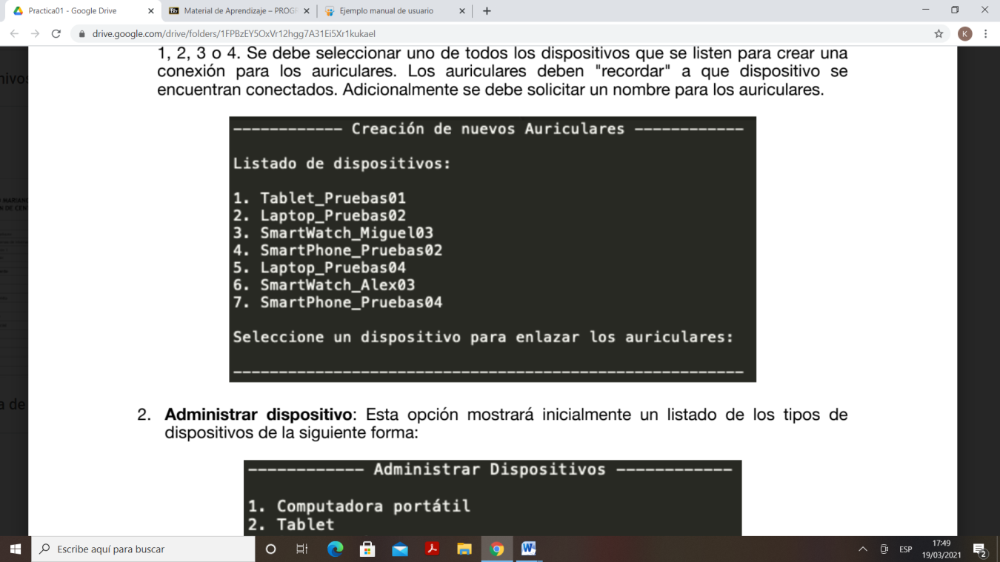 Practica01 - Google Drive
Material de Aprendizaje – PROGR
Ejemplo manual de usuario
drive.google.com/drive/folders/1FPBzEY5OxVr12hgg7A31Ei5Xr1kukaeI
K
1, 2, 3 o 4. Se debe seleccionar uno de todos los dispositivos que se listen para crear una
conexión para los auriculares. Los auriculares deben "recordar" a que dispositivo se
encuentran conectados. Adicionalmente se debe solicitar un nombre para los auriculares.
------------ Creación de nuevos Auriculares ------------
Listado de dispositivos:
1. Tablet_Pruebas01
2. Laptop_Pruebas02
3. SmartWatch_Miguel03
4. SmartPhone_Pruebas02
5. Laptop_Pruebas04
6. SmartWatch_Alex03
7. SmartPhone_Pruebas04
Seleccione un dispositivo para enlazar los auriculares:
--------------------------------------------------------
2. Administrar dispositivo: Esta opción mostrará inicialmente un listado de los tipos de
dispositivos de la siguiente forma:
------------- Administrar Dispositivos -------------
1. Computadora portátil
2. Tablet
Escribe aquí para buscar
ESP
17:49
19/03/2021
2